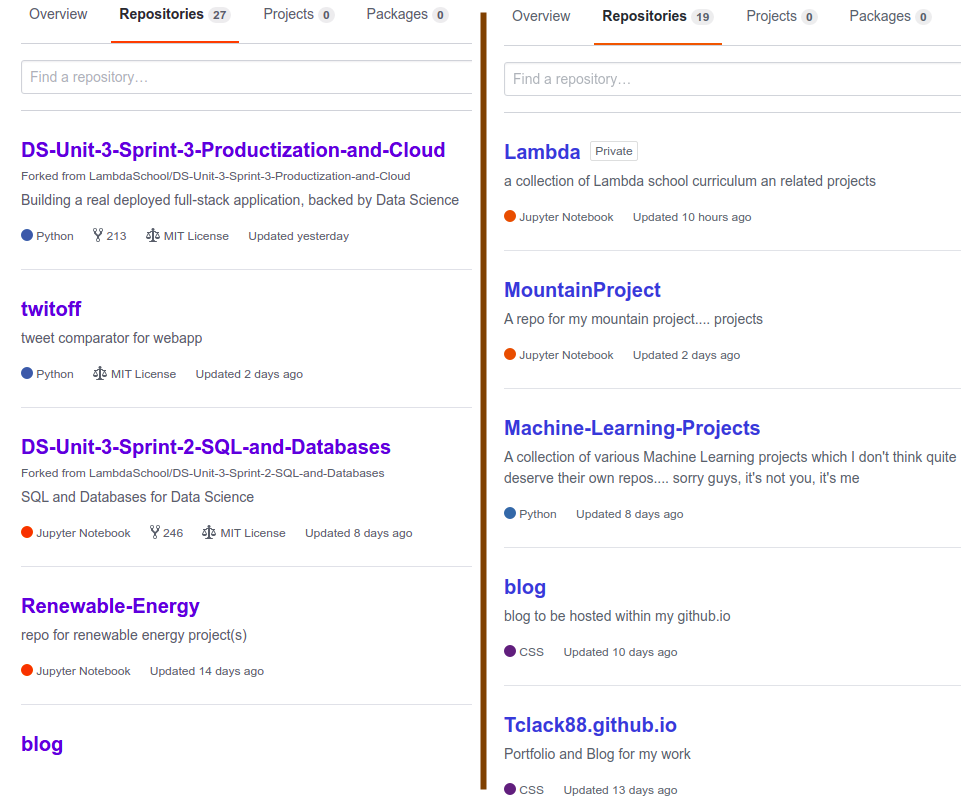 Overview Repositories 27 Projects 0 Packages 0
Find a repository…
DS-Unit-3-Sprint-3-Productization-and-Cloud
Forked from LambdaSchool/DS-Unit-3-Sprint-3-Productization-and-Cloud
Building a real deployed full-stack application, backed by Data Science
Python 213 MIT License Updated yesterday
twitoff
tweet comparator for webapp
Python MIT License Updated 2 days ago
DS-Unit-3-Sprint-2-SQL-and-Databases
Forked from LambdaSchool/DS-Unit-3-Sprint-2-SQL-and-Databases
SQL and Databases for Data Science
Jupyter Notebook 246 MIT License Updated 8 days ago
Renewable-Energy
repo for renewable energy project(s)
Jupyter Notebook Updated 14 days ago
blog
Overview Repositories 19 Projects 0 Packages 0
Find a repository…
Lambda Private
a collection of Lambda school curriculum an related projects
Jupyter Notebook Updated 10 hours ago
MountainProject
A repo for my mountain project.... projects
Jupyter Notebook Updated 2 days ago
Machine-Learning-Projects
A collection of various Machine Learning projects which I don't think quite
deserve their own repos.... sorry guys, it's not you, it's me
Python Updated 8 days ago
blog
blog to be hosted within my github.io
CSS Updated 10 days ago
Tclack88.github.io
Portfolio and Blog for my work
CSS Updated 13 days ago